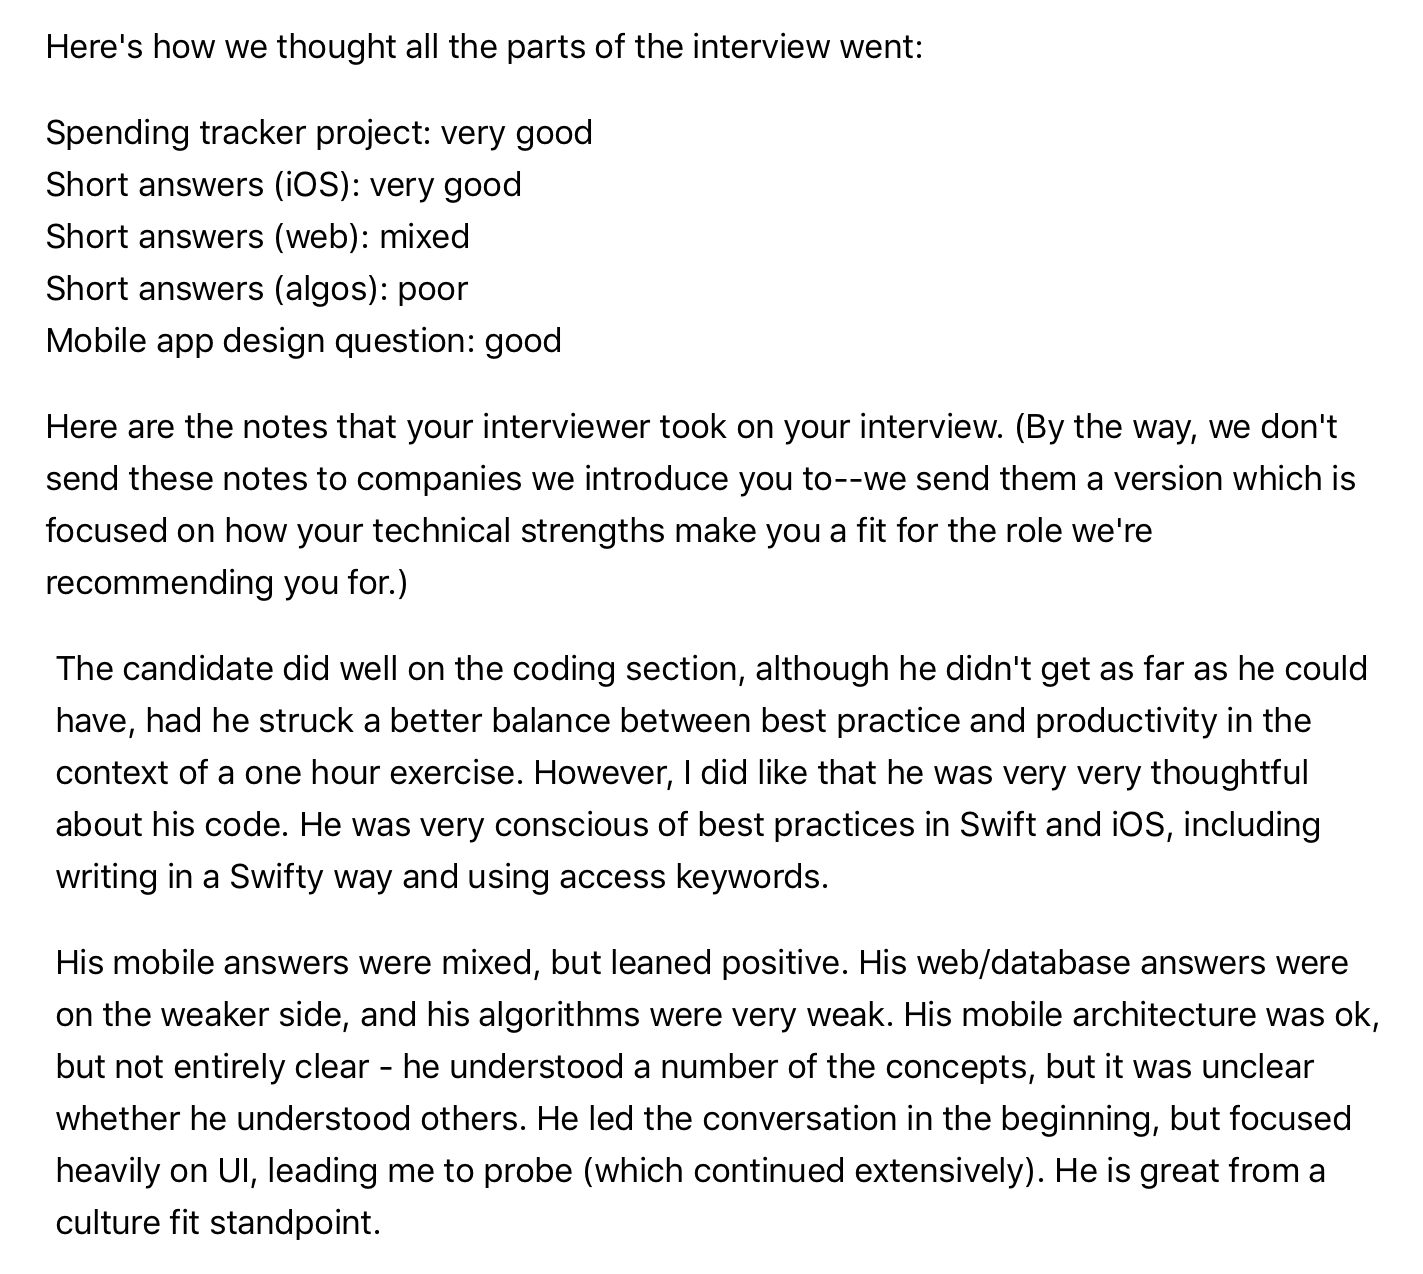 Here's how we thought all the parts of the interview went:
Spending tracker project: very good
Short answers (iOS): very good
Short answers (web): mixed
Short answers (algos): poor
Mobile app design question: good
Here are the notes that your interviewer took on your interview. (By the way, we don't
send these notes to companies we introduce you to--we send them a version which is
focused on how your technical strengths make you a fit for the role we're
recommending you for.)
The candidate did well on the coding section, although he didn't get as far as he could
have, had he struck a better balance between best practice and productivity in the
context of a one hour exercise. However, I did like that he was very very thoughtful
about his code. He was very conscious of best practices in Swift and iOS, including
writing in a Swifty way and using access keywords.
His mobile answers were mixed, but leaned positive. His web/database answers were
on the weaker side, and his algorithms were very weak. His mobile architecture was ok,
but not entirely clear - he understood a number of the concepts, but it was unclear
whether he understood others. He led the conversation in the beginning, but focused
heavily on UI, leading me to probe (which continued extensively). He is great from a
culture fit standpoint.